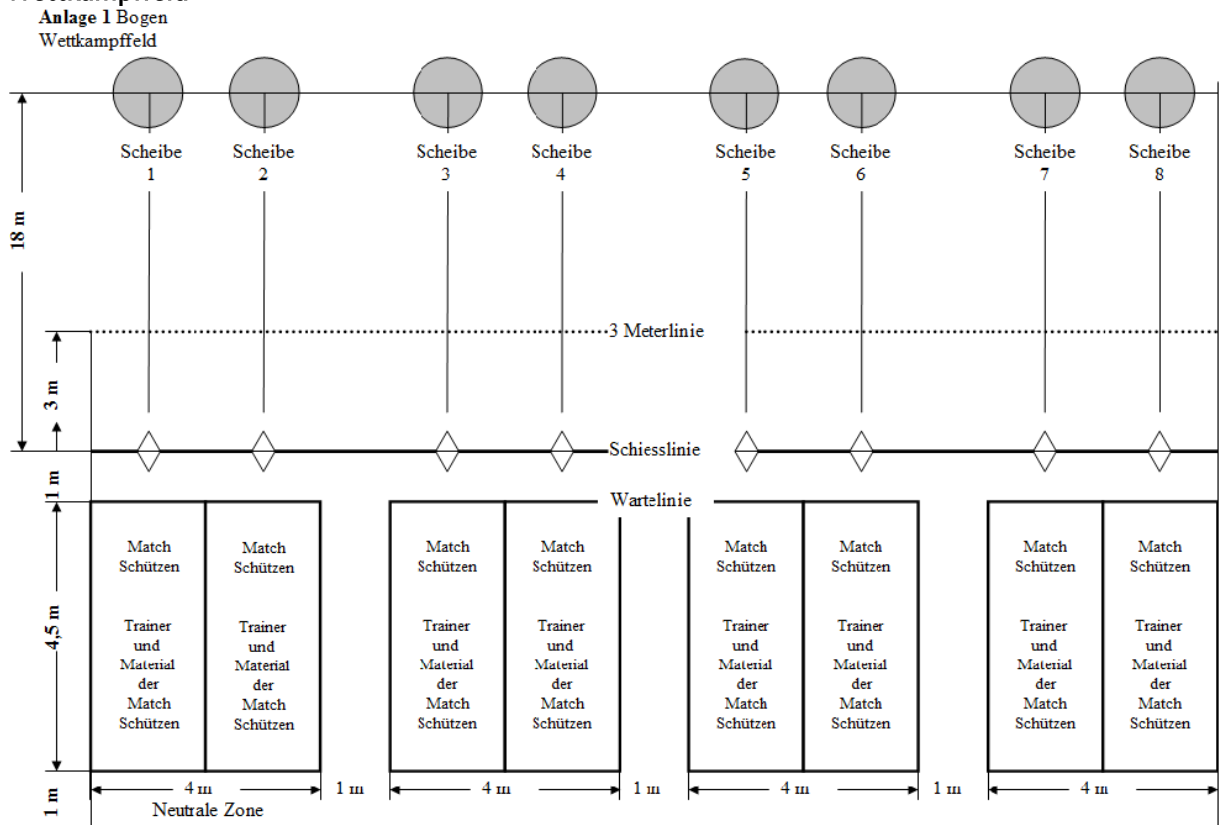 Anlage 1 Bogen
Wettkampffeld
Scheibe 1
Scheibe 2
Scheibe 3
Scheibe 4
Scheibe 5
Scheibe 6
Scheibe 7
Scheibe 8
18 m
3 Meterlinie
3 m
Schiesslinie
1 m
Wartelinie
4,5 m
Match
Schützen
Trainer
und
Material
der
Match
Schützen
Match
Schützen
Trainer
und
Material
der
Match
Schützen
Match
Schützen
Trainer
und
Material
der
Match
Schützen
Match
Schützen
Trainer
und
Material
der
Match
Schützen
Match
Schützen
Trainer
und
Material
der
Match
Schützen
Match
Schützen
Trainer
und
Material
der
Match
Schützen
Match
Schützen
Trainer
und
Material
der
Match
Schützen
Match
Schützen
Trainer
und
Material
der
Match
Schützen
1 m
4 m
1 m
4 m
1 m
4 m
1 m
4 m
Neutrale Zone